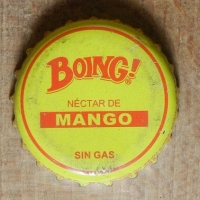 BOING!®
NÉCTAR DE
MANGO
SIN GAS